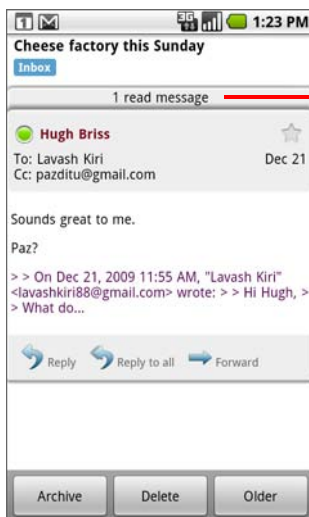 1 3G 1:23 PM
Cheese factory this Sunday
Inbox
1 read message
Hugh Briss
To: Lavash Kiri Dec 21
Cc: pazditu@gmail.com
Sounds great to me.
Paz?
> > On Dec 21, 2009 11:55 AM, "Lavash Kiri"
<lavashkiri88@gmail.com> wrote: > > Hi Hugh, >
> What do...
Reply Reply to all Forward
Archive Delete Older